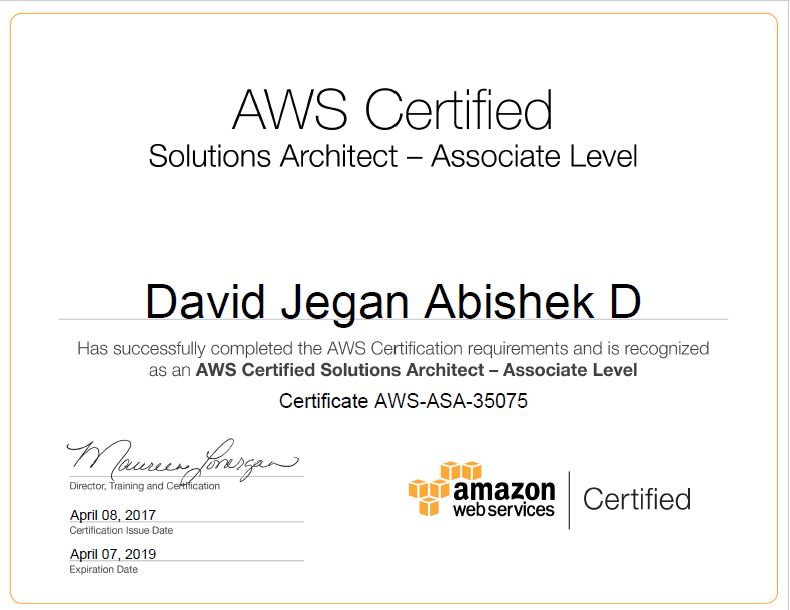 AWS Certified
Solutions Architect – Associate Level
David Jegan Abishek D
Has successfully completed the AWS Certification requirements and is recognized
as an AWS Certified Solutions Architect – Associate Level
Certificate AWS-ASA-35075
Maureen Lonergan
Director, Training and Certification
April 08, 2017
Certification Issue Date
April 07, 2019
Expiration Date
amazon
web services
Certified